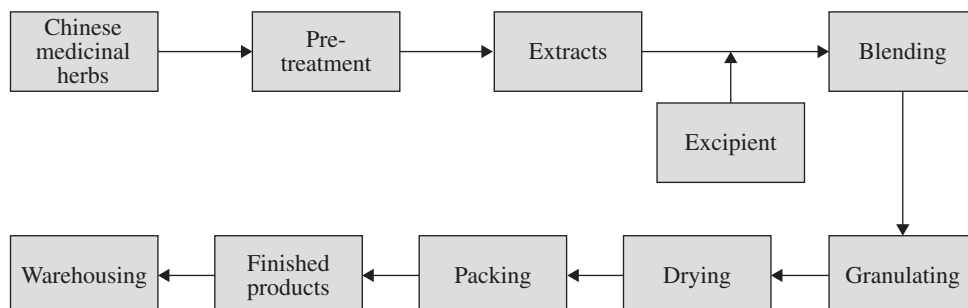 Chinese
medicinal
herbs
Pre-
treatment
Extracts
Blending
Excipient
Warehousing
Finished
products
Packing
Drying
Granulating